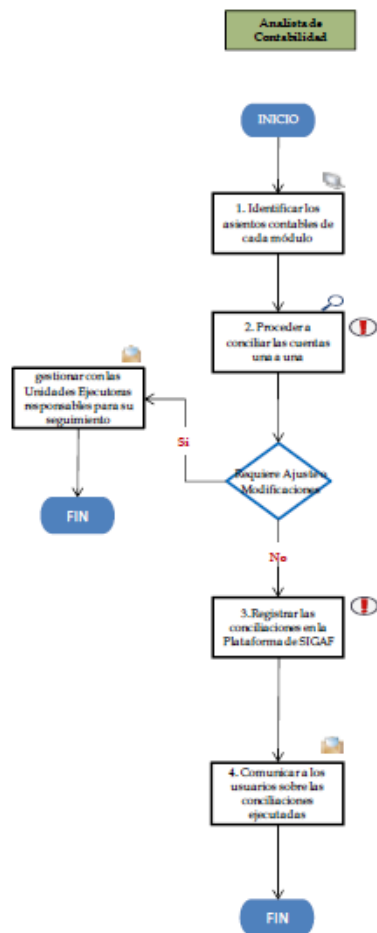 Analista de
Contabilidad
INICIO
1. Identificar los
asientos contables de
cada módulo
2. Proceder a
conciliar las cuentas
una a una
gestionar con las
Unidades Ejecutoras
responsables para su
seguimiento
Si
FIN
Requiere Ajuste o
Modificaciones
No
3.Registrar las
conciliaciones en la
Plataforma de SIGAF
4. Comunicar a los
usuarios sobre las
conciliaciones
ejecutadas
FIN